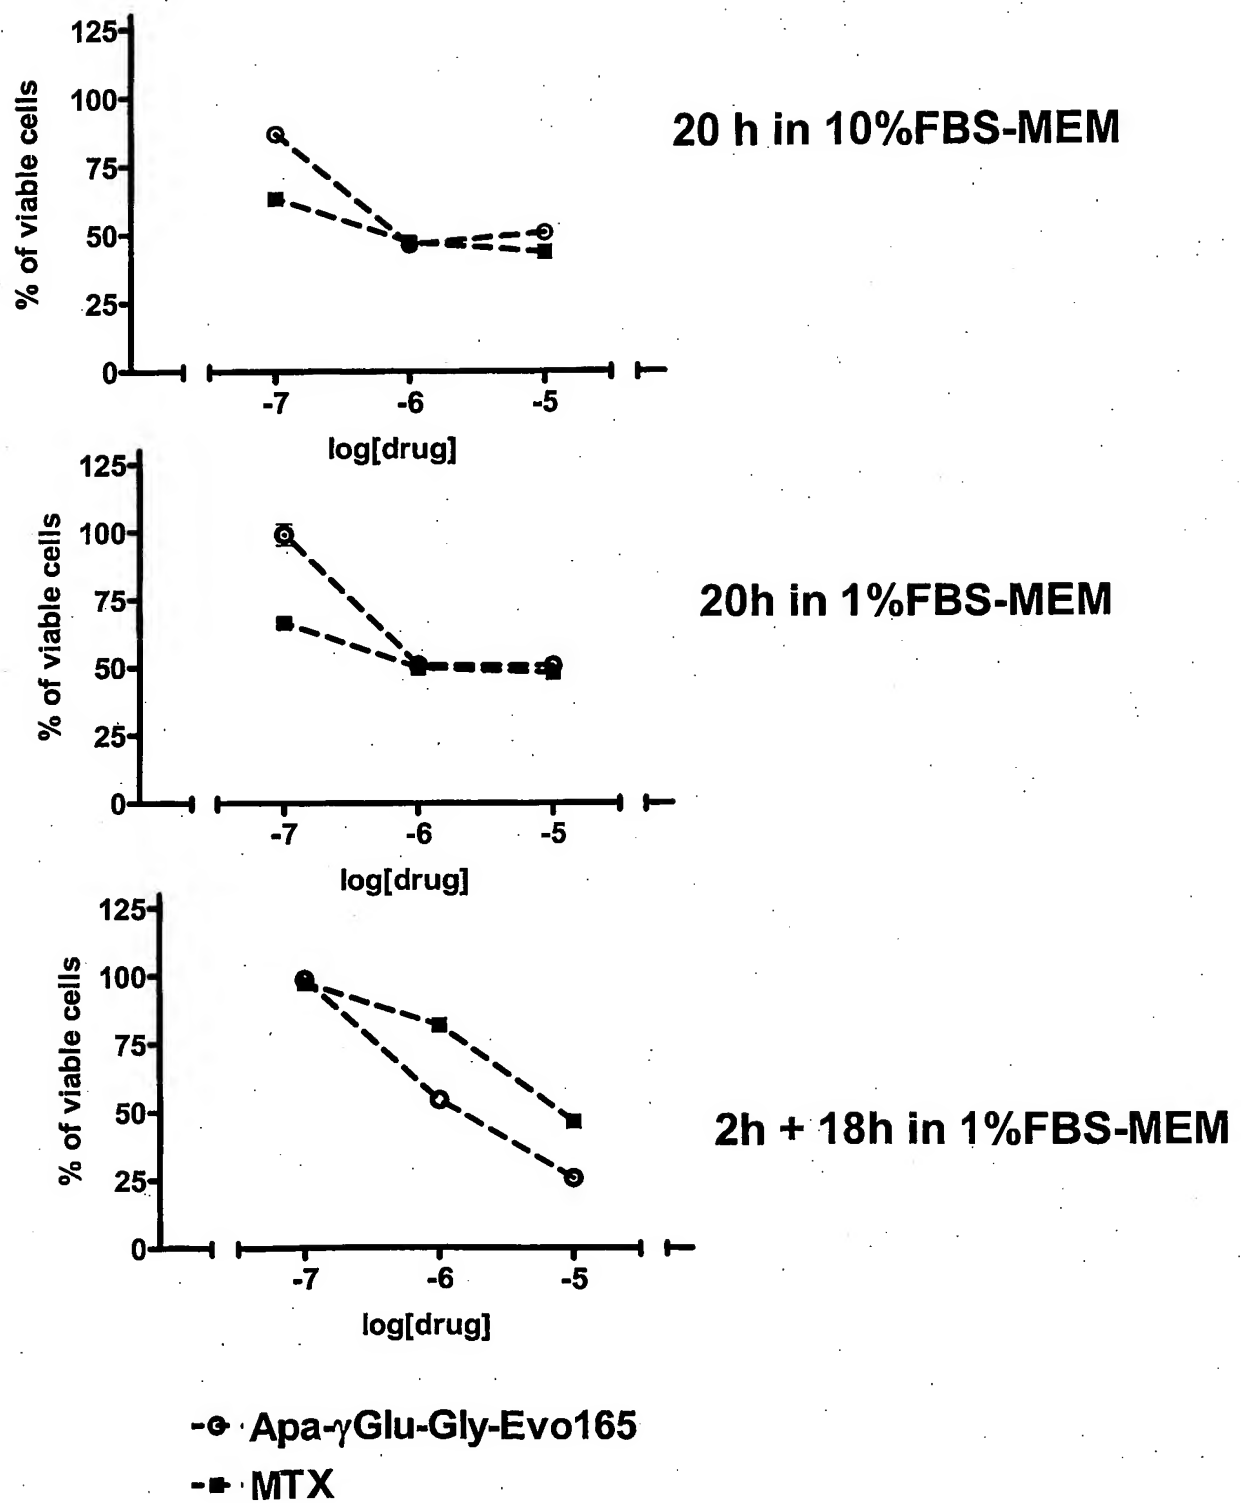 125
100
75
50
25
0
% of viable cells
-7 -6 -5
log[drug]
20 h in 10%FBS-MEM
125
100
75
50
25
0
% of viable cells
-7 -6 -5
log[drug]
20h in 1%FBS-MEM
125
100
75
50
25
0
% of viable cells
-7 -6 -5
log[drug]
2h + 18h in 1%FBS-MEM
Apa-γGlu-Gly-Evo165
MTX